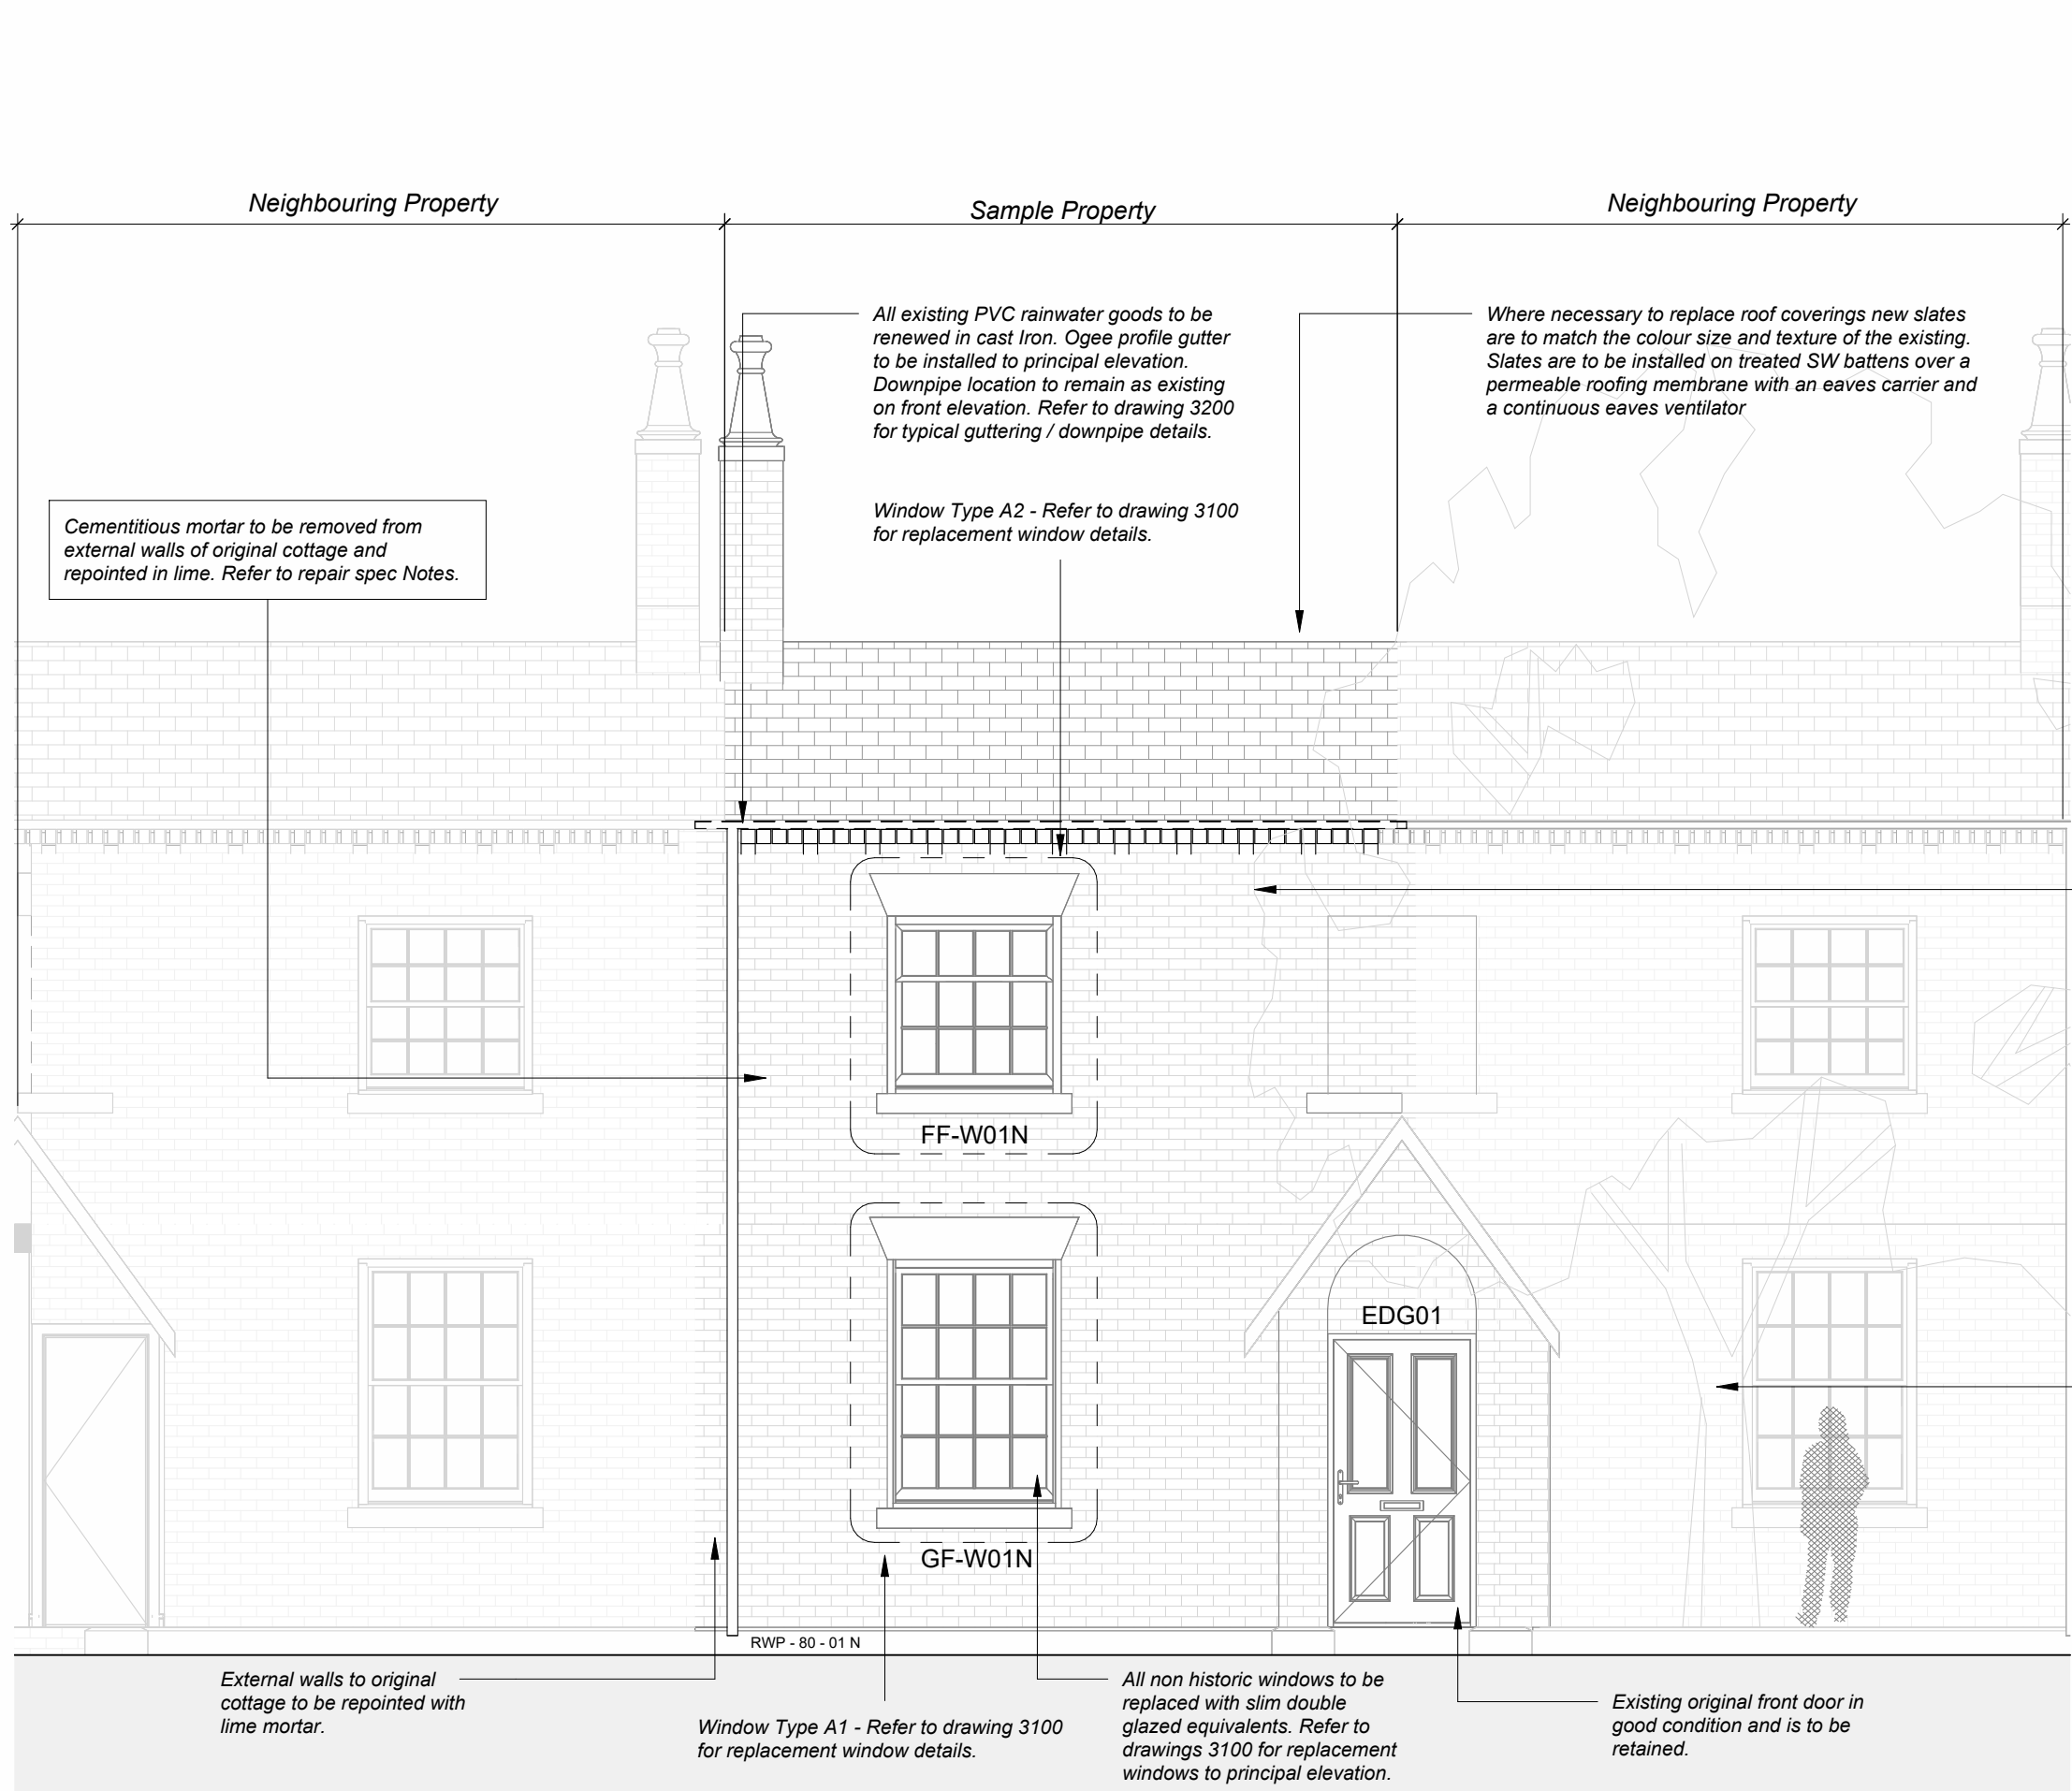 Neighbouring Property
Sample Property
Neighbouring Property
All existing PVC rainwater goods to be
renewed in cast Iron. Ogee profile gutter
to be installed to principal elevation.
Downpipe location to remain as existing
on front elevation. Refer to drawing 3200
for typical guttering / downpipe details.
Where necessary to replace roof coverings new slates
are to match the colour size and texture of the existing.
Slates are to be installed on treated SW battens over a
permeable roofing membrane with an eaves carrier and
a continuous eaves ventilator
Window Type A2 - Refer to drawing 3100
for replacement window details.
Cementitious mortar to be removed from
external walls of original cottage and
repointed in lime. Refer to repair spec Notes.
FF-W01N
EDG01
GF-W01N
RWP - 80 - 01 N
External walls to original
cottage to be repointed with
lime mortar.
Window Type A1 - Refer to drawing 3100
for replacement window details.
All non historic windows to be
replaced with slim double
glazed equivalents. Refer to
drawings 3100 for replacement
windows to principal elevation.
Existing original front door in
good condition and is to be
retained.